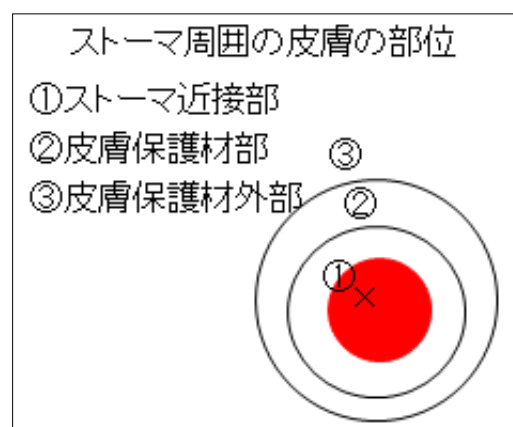 ストーマ周囲の皮膚の部位
①ストーマ近接部
②皮膚保護材部
③皮膚保護材外部
③
②
①
×